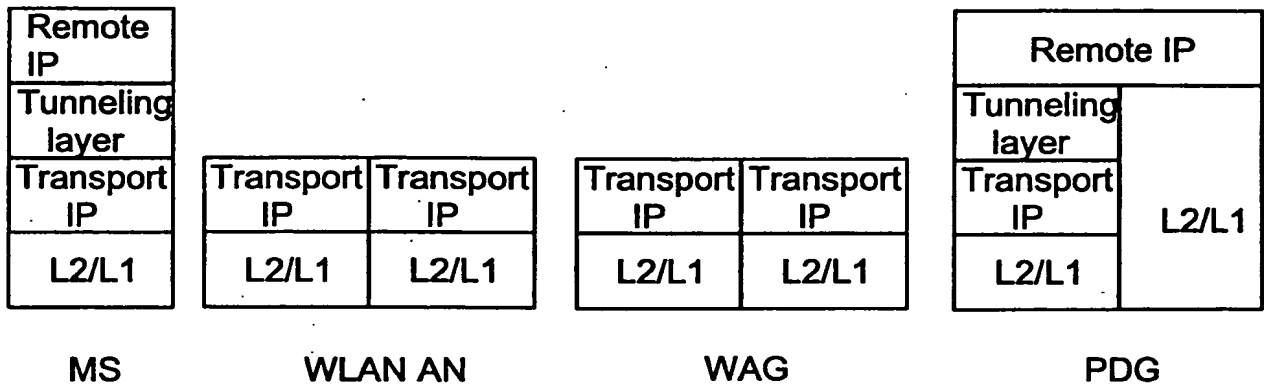 Remote
IP
Tunneling
layer
Transport
IP
L2/L1
MS
Transport
IP
Transport
IP
L2/L1
L2/L1
WLAN AN
Transport
IP
Transport
IP
L2/L1
L2/L1
WAG
Remote IP
Tunneling
layer
Transport
IP
L2/L1
L2/L1
PDG